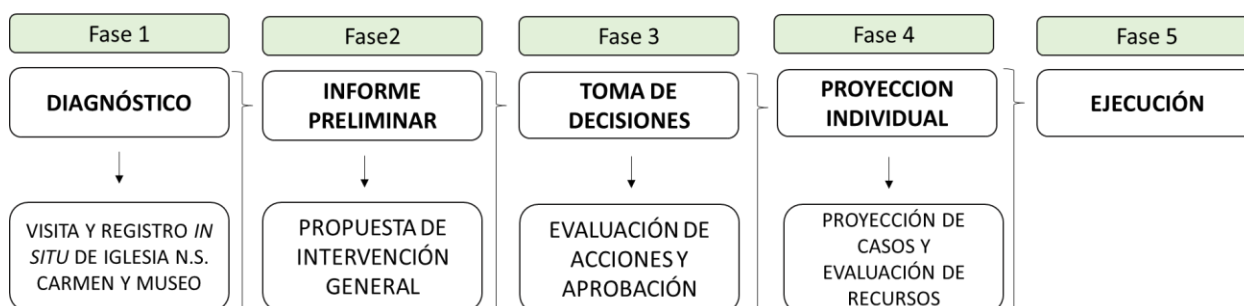 Fase 1
DIAGNÓSTICO
VISITA Y REGISTRO IN
SITU DE IGLESIA N.S.
CARMEN Y MUSEO
Fase2
INFORME
PRELIMINAR
PROPUESTA DE
INTERVENCIÓN
GENERAL
Fase 3
TOMA DE
DECISIONES
EVALUACIÓN DE
ACCIONES Y
APROBACIÓN
Fase 4
PROYECCION
INDIVIDUAL
PROYECCIÓN DE
CASOS Y
EVALUACIÓN DE
RECURSOS
Fase 5
EJECUCIÓN